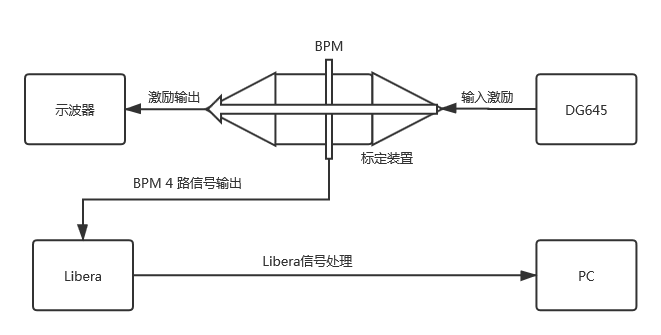 BPM
示波器
激励输出
输入激励
DG645
标定装置
BPM 4 路信号输出
Libera
Libera信号处理
PC